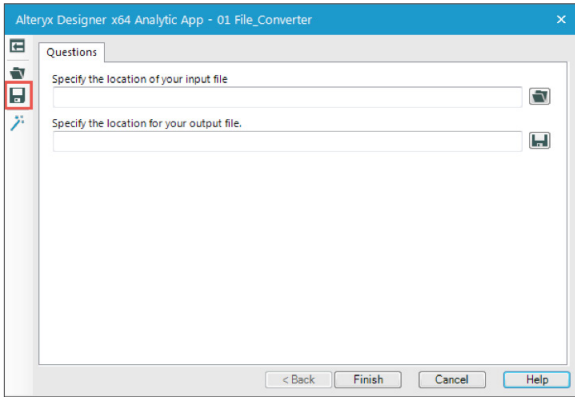 Alteryx Designer x64 Analytic App - 01 File_Converter
Questions
Specify the location of your input file
Specify the location for your output file.
< Back Finish Cancel Help